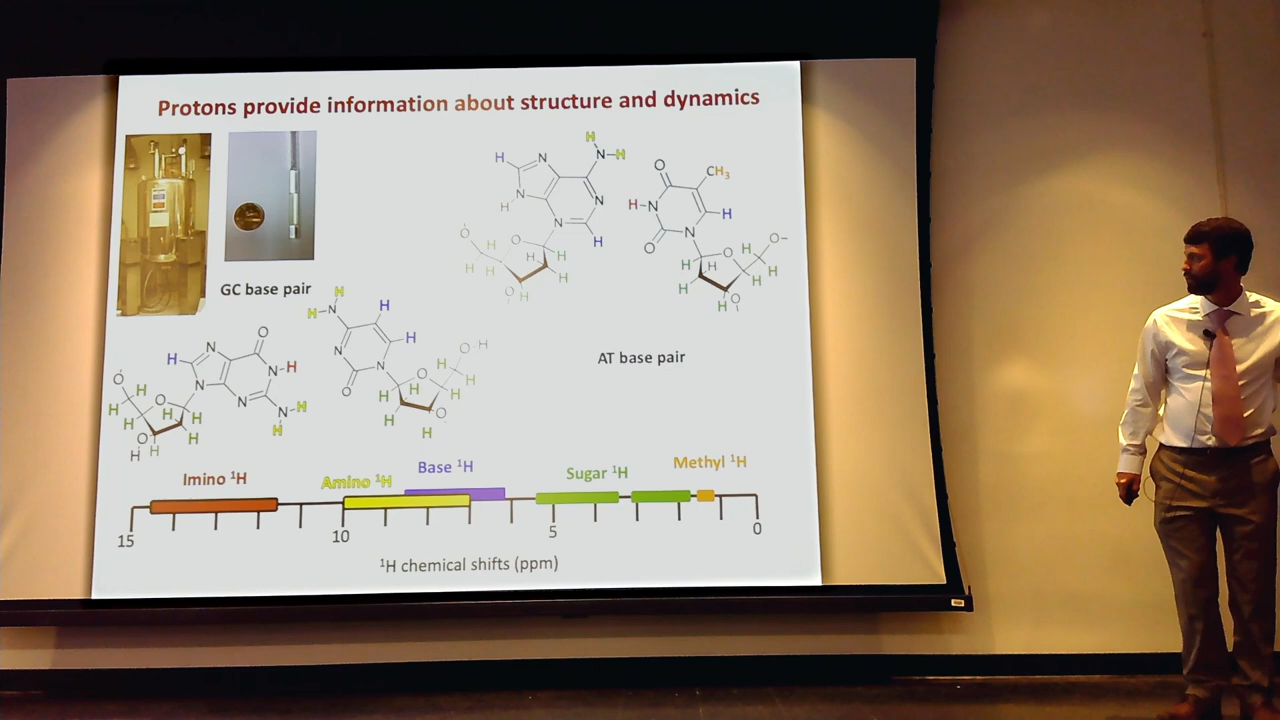 Protons provide information about structure and dynamics
GC base pair
AT base pair
Imino ¹H
Amino ¹H
Base ¹H
Sugar ¹H
Methyl ¹H
15
10
5
0
¹H chemical shifts (ppm)
H
N
H
H
N
H
N
N
H
N
N
H
O
H
H
H
O
H
H
H
O
H
O
CH₃
H
N
H
O
N
H
H
H
O
H
O
H
H
H
O
H
H
N
H
H
H
N
O
N
O
H
O
H
H
H
H
H
H
H
O
H
O
N
H
N
N
N
H
N
H
H
O
H
H
H
O
H
H
H
O
H
H